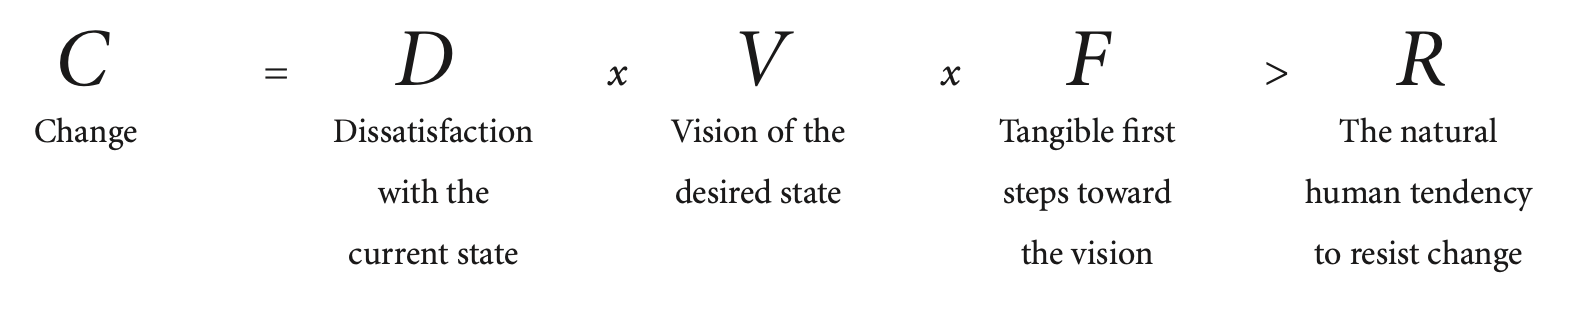 C = D x V x F > R
Change Dissatisfaction Vision of the Tangible first The natural
with the desired state steps toward human tendency
current state the vision to resist change